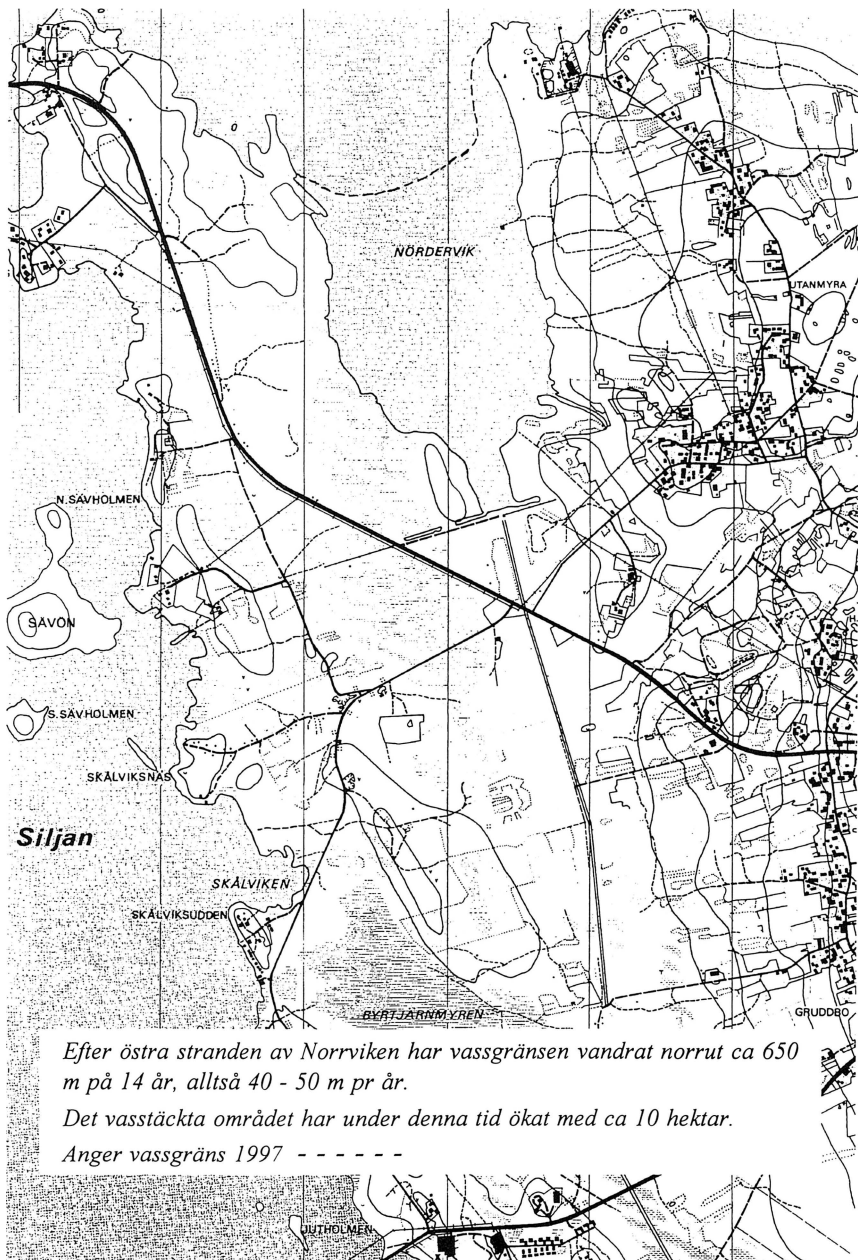 NÖRDERVIK
UTANMYRA
N. SÄVHOLMEN
SÄVÖN
S. SÄVHOLMEN
SKÅLVIKSNÄS
Siljan
SKÅLVIKEN
SKÅLVIKSUDDEN
BYRTJÄRNMYREN
GRUDDBO
Efter östra stranden av Norrviken har vassgränsen vandrat norrut ca 650
m på 14 år, alltså 40 - 50 m pr år.
Det vasstäckta området har under denna tid ökat med ca 10 hektar.
Anger vassgräns 1997 - - - - - -
JUTHOLMEN